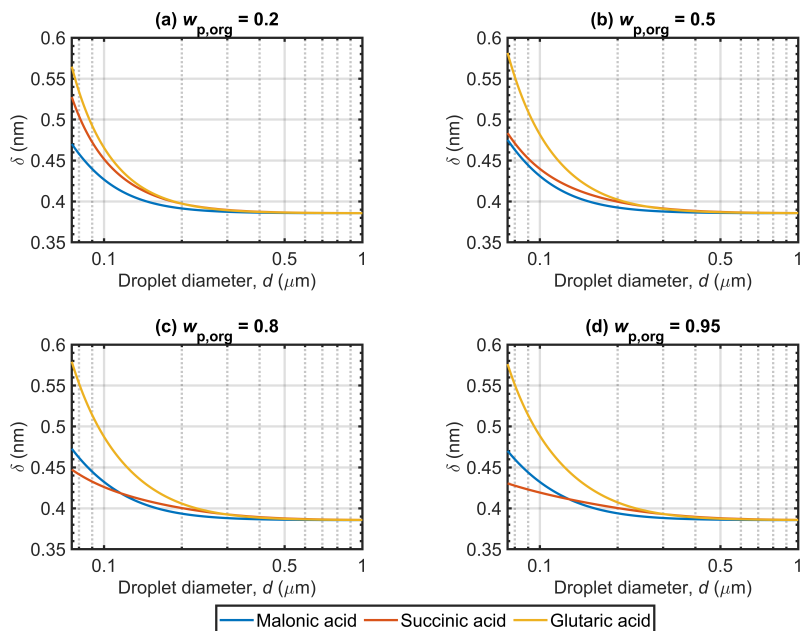 (a) w_p,org = 0.2
0.6
0.55
0.5
0.45
0.4
0.35
δ (nm)
0.1
0.5
1
Droplet diameter, d (μm)
(b) w_p,org = 0.5
0.6
0.55
0.5
0.45
0.4
0.35
δ (nm)
0.1
0.5
1
Droplet diameter, d (μm)
(c) w_p,org = 0.8
0.6
0.55
0.5
0.45
0.4
0.35
δ (nm)
0.1
0.5
1
Droplet diameter, d (μm)
(d) w_p,org = 0.95
0.6
0.55
0.5
0.45
0.4
0.35
δ (nm)
0.1
0.5
1
Droplet diameter, d (μm)
Malonic acid Succinic acid Glutaric acid